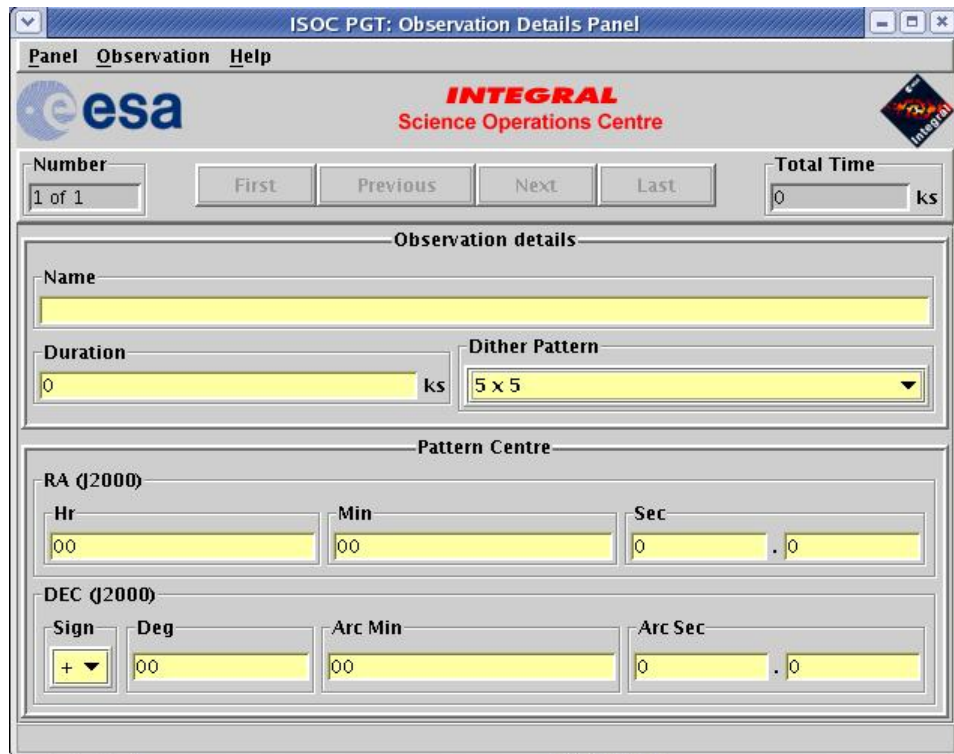 ISOC PGT: Observation Details Panel
Panel Observation Help
esa
INTEGRAL
Science Operations Centre
Integral
Number
1 of 1
First Previous Next Last
Total Time
0 ks
Observation details
Name
Duration
0 ks
Dither Pattern
5 x 5
Pattern Centre
RA (J2000)
Hr Min Sec
00 00 0 . 0
DEC (J2000)
Sign Deg Arc Min Arc Sec
+ 00 00 0 . 0